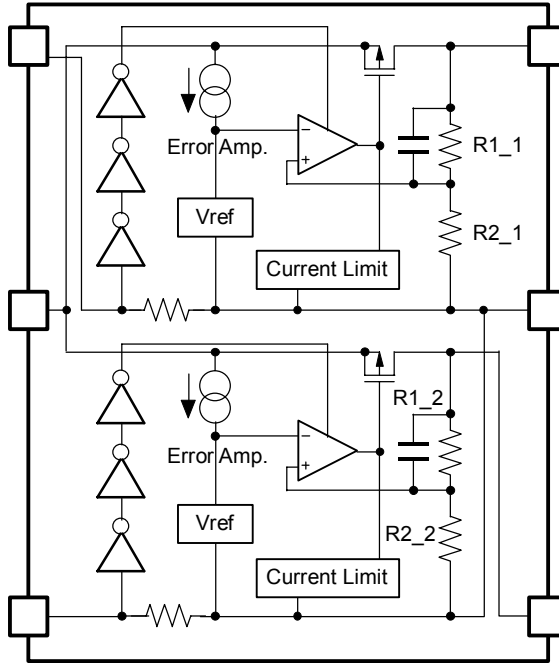 Error Amp.
R1_1
Vref
R2_1
Current Limit
R1_2
Error Amp.
Vref
R2_2
Current Limit